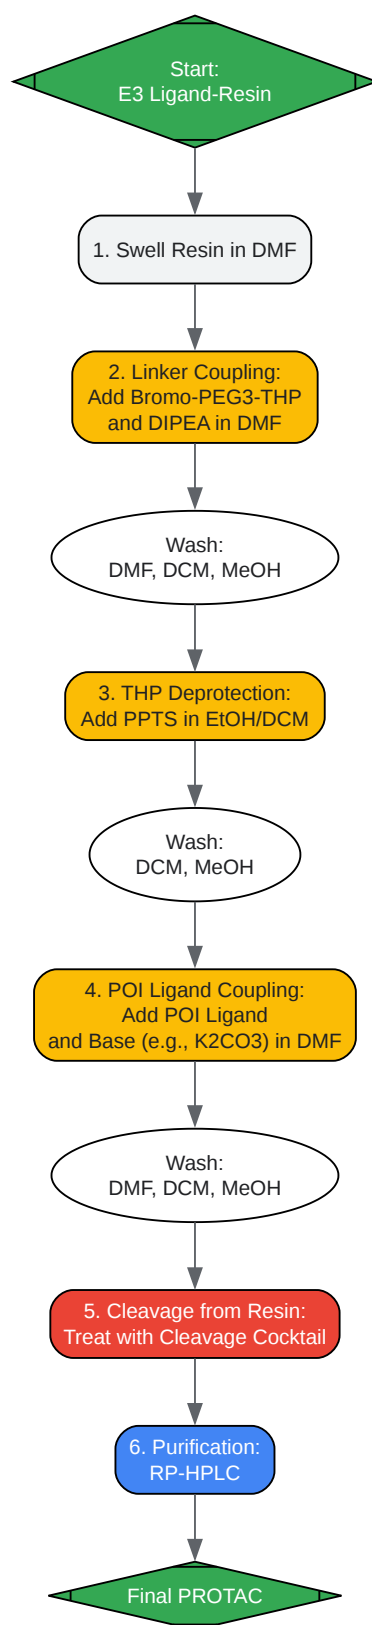 Start:
E3 Ligand-Resin
1. Swell Resin in DMF
2. Linker Coupling:
Add Bromo-PEG3-THP
and DIPEA in DMF
Wash:
DMF, DCM, MeOH
3. THP Deprotection:
Add PPTS in EtOH/DCM
Wash:
DCM, MeOH
4. POI Ligand Coupling:
Add POI Ligand
and Base (e.g., K2CO3) in DMF
Wash:
DMF, DCM, MeOH
5. Cleavage from Resin:
Treat with Cleavage Cocktail
6. Purification:
RP-HPLC
Final PROTAC